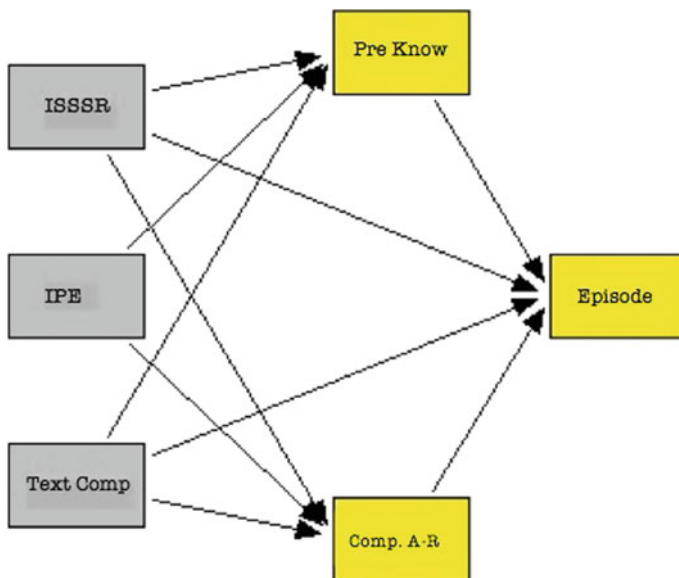 Pre Know
ISSSR
IPE
Episode
Text Comp
Comp. A-R